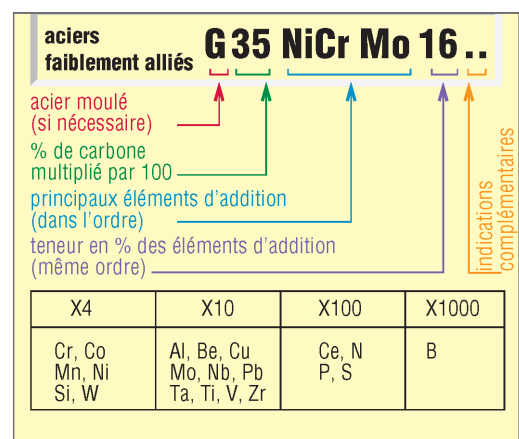 aciers
faiblement alliés G 35 NiCr Mo 16 ..
acier moulé
(si nécessaire)
% de carbone
multiplié par 100
principaux éléments d'addition
(dans l'ordre)
teneur en % des éléments d'addition
(même ordre)
indications
complémentaires
X4 X10 X100 X1000
Cr, Co Al, Be, Cu Ce, N B
Mn, Ni Mo, Nb, Pb P, S
Si, W Ta, Ti, V, Zr